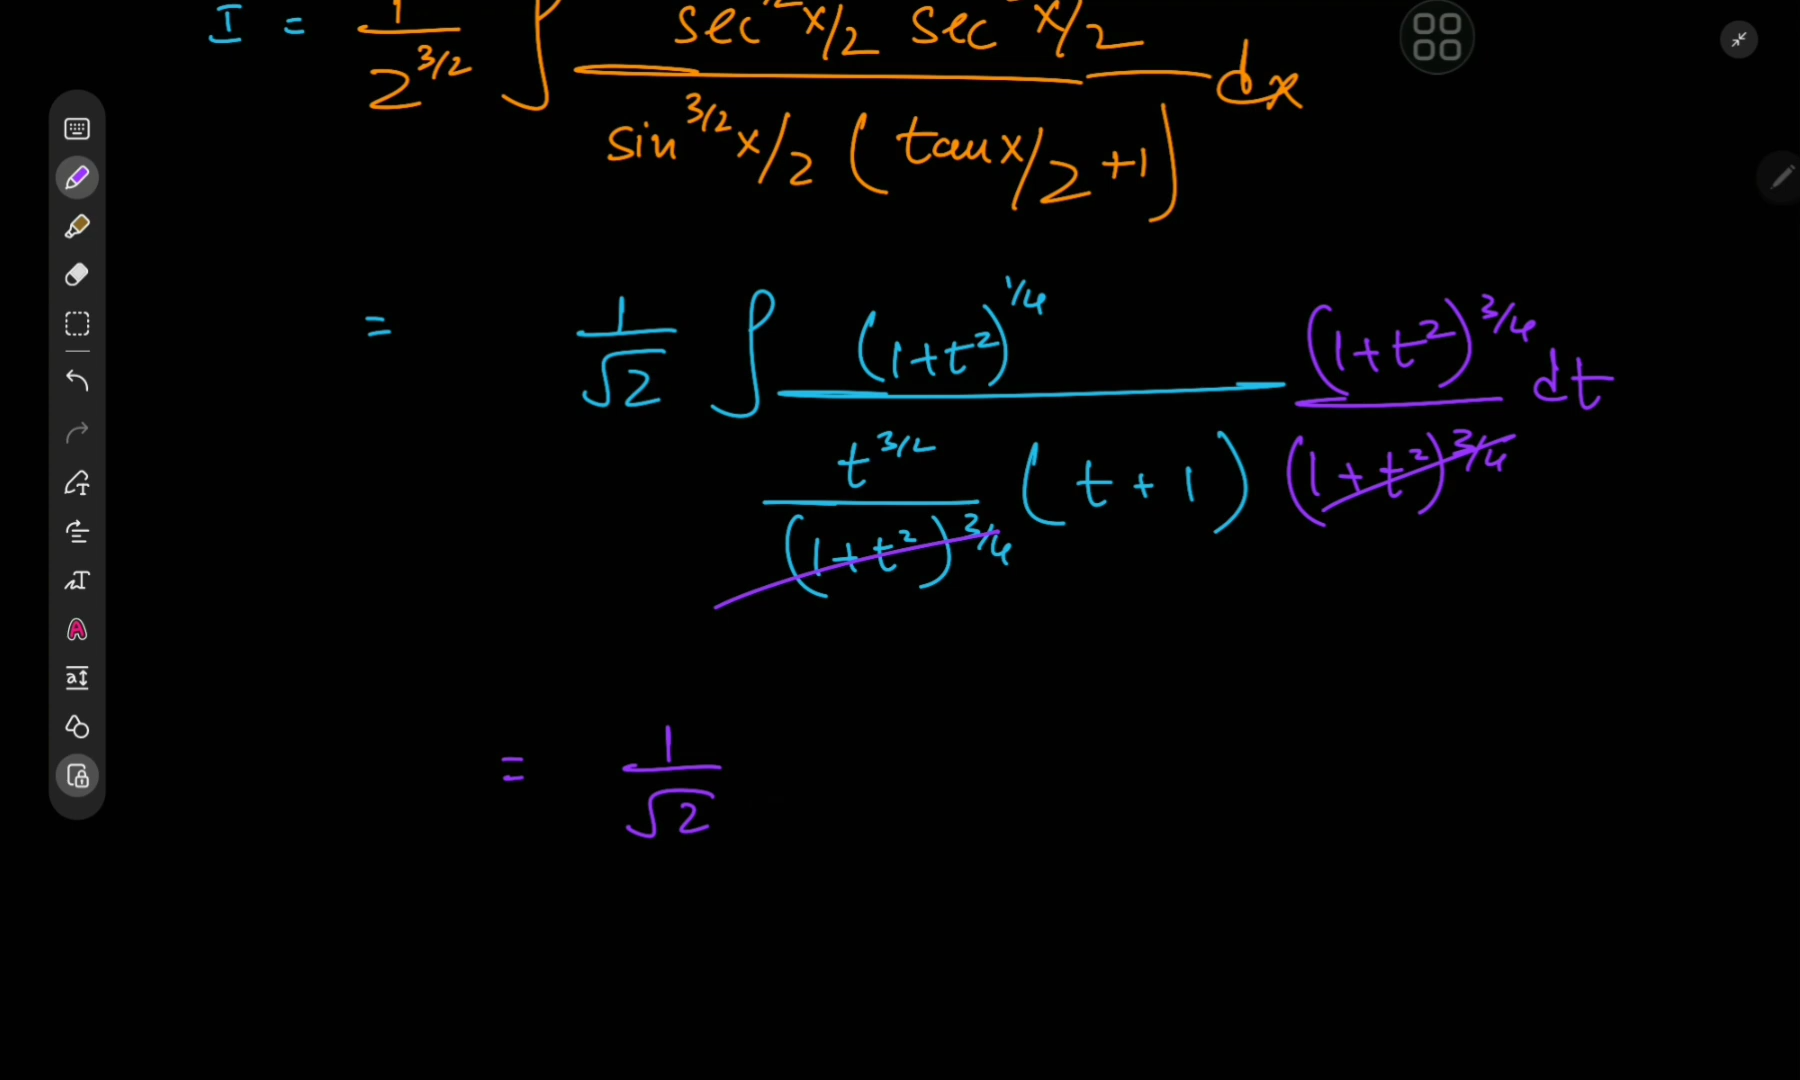 I = 1/2^(3/2) ∫ sec^(1/2) x/2 sec^2 x/2 / (sin^(3/2) x/2 (tan x/2 + 1)) dx
= 1/√2 ∫ (1+t²)^(1/4) / (t^(3/2)/(1+t²)^(3/4) (t+1)) (1+t²)^(3/4)/(1+t²)^(3/4) dt
= 1/√2